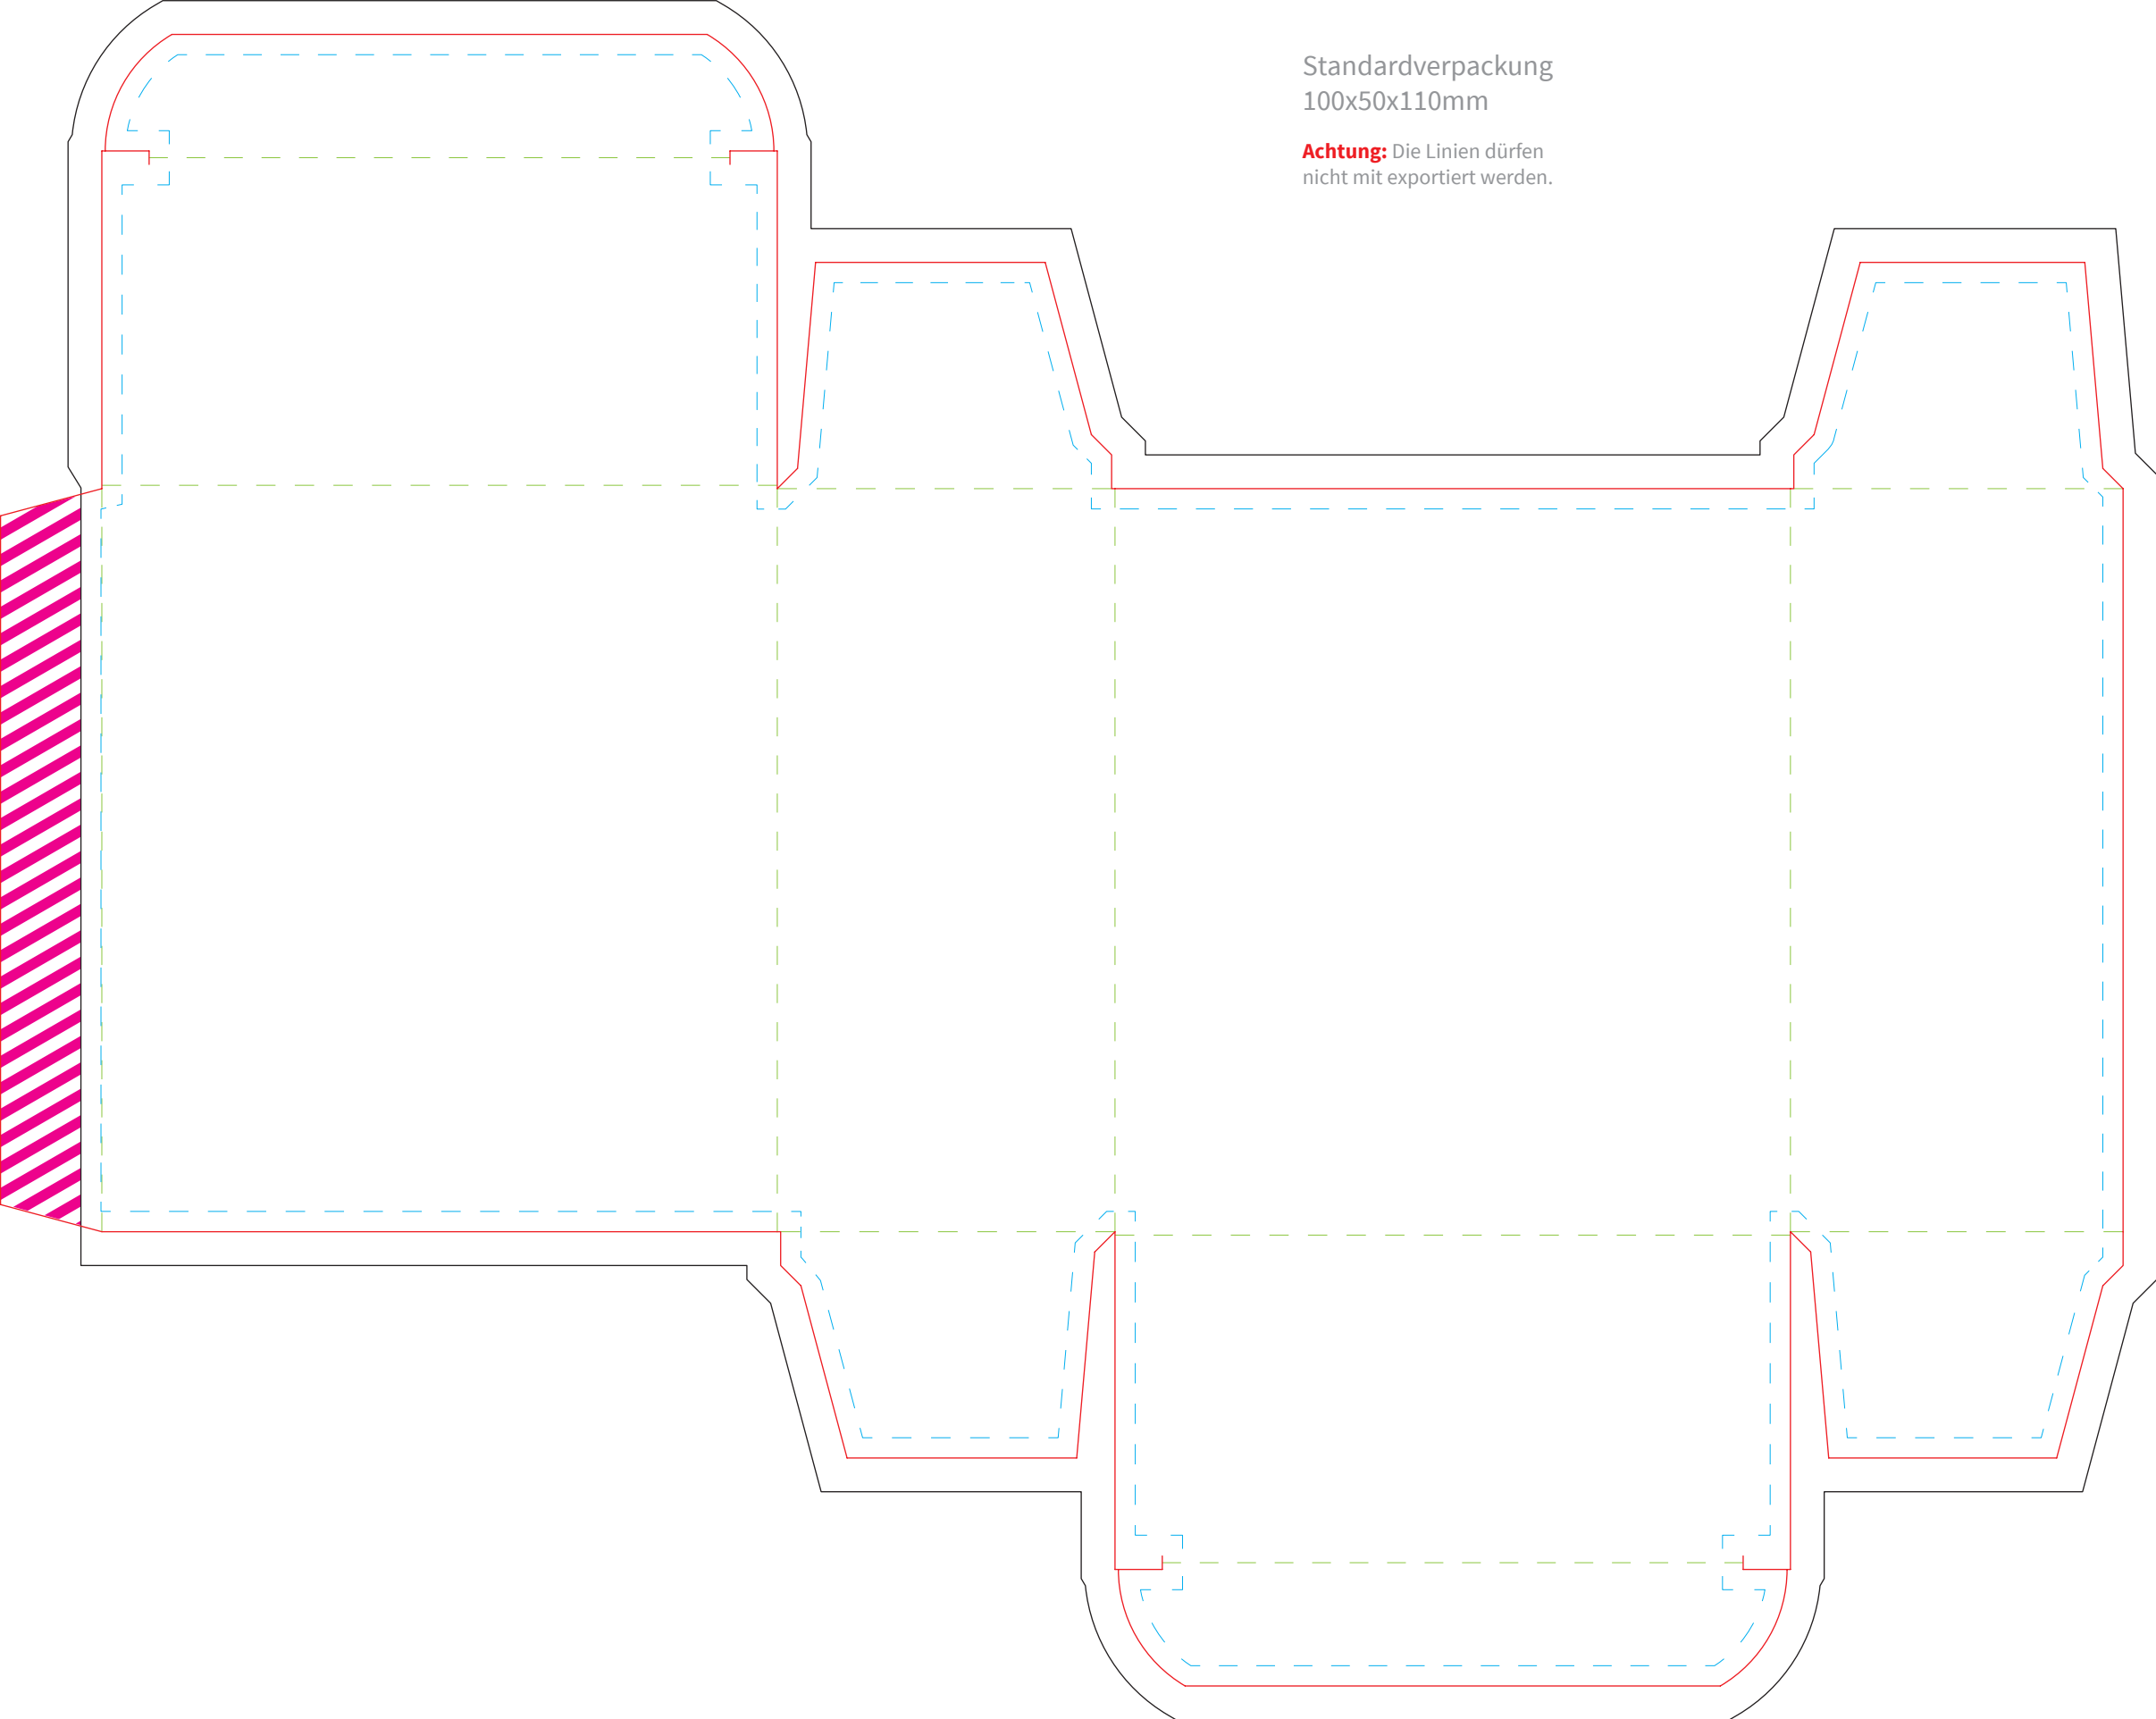 Standardverpackung
100x50x110mm
Achtung: Die Linien dürfen
nicht mit exportiert werden.